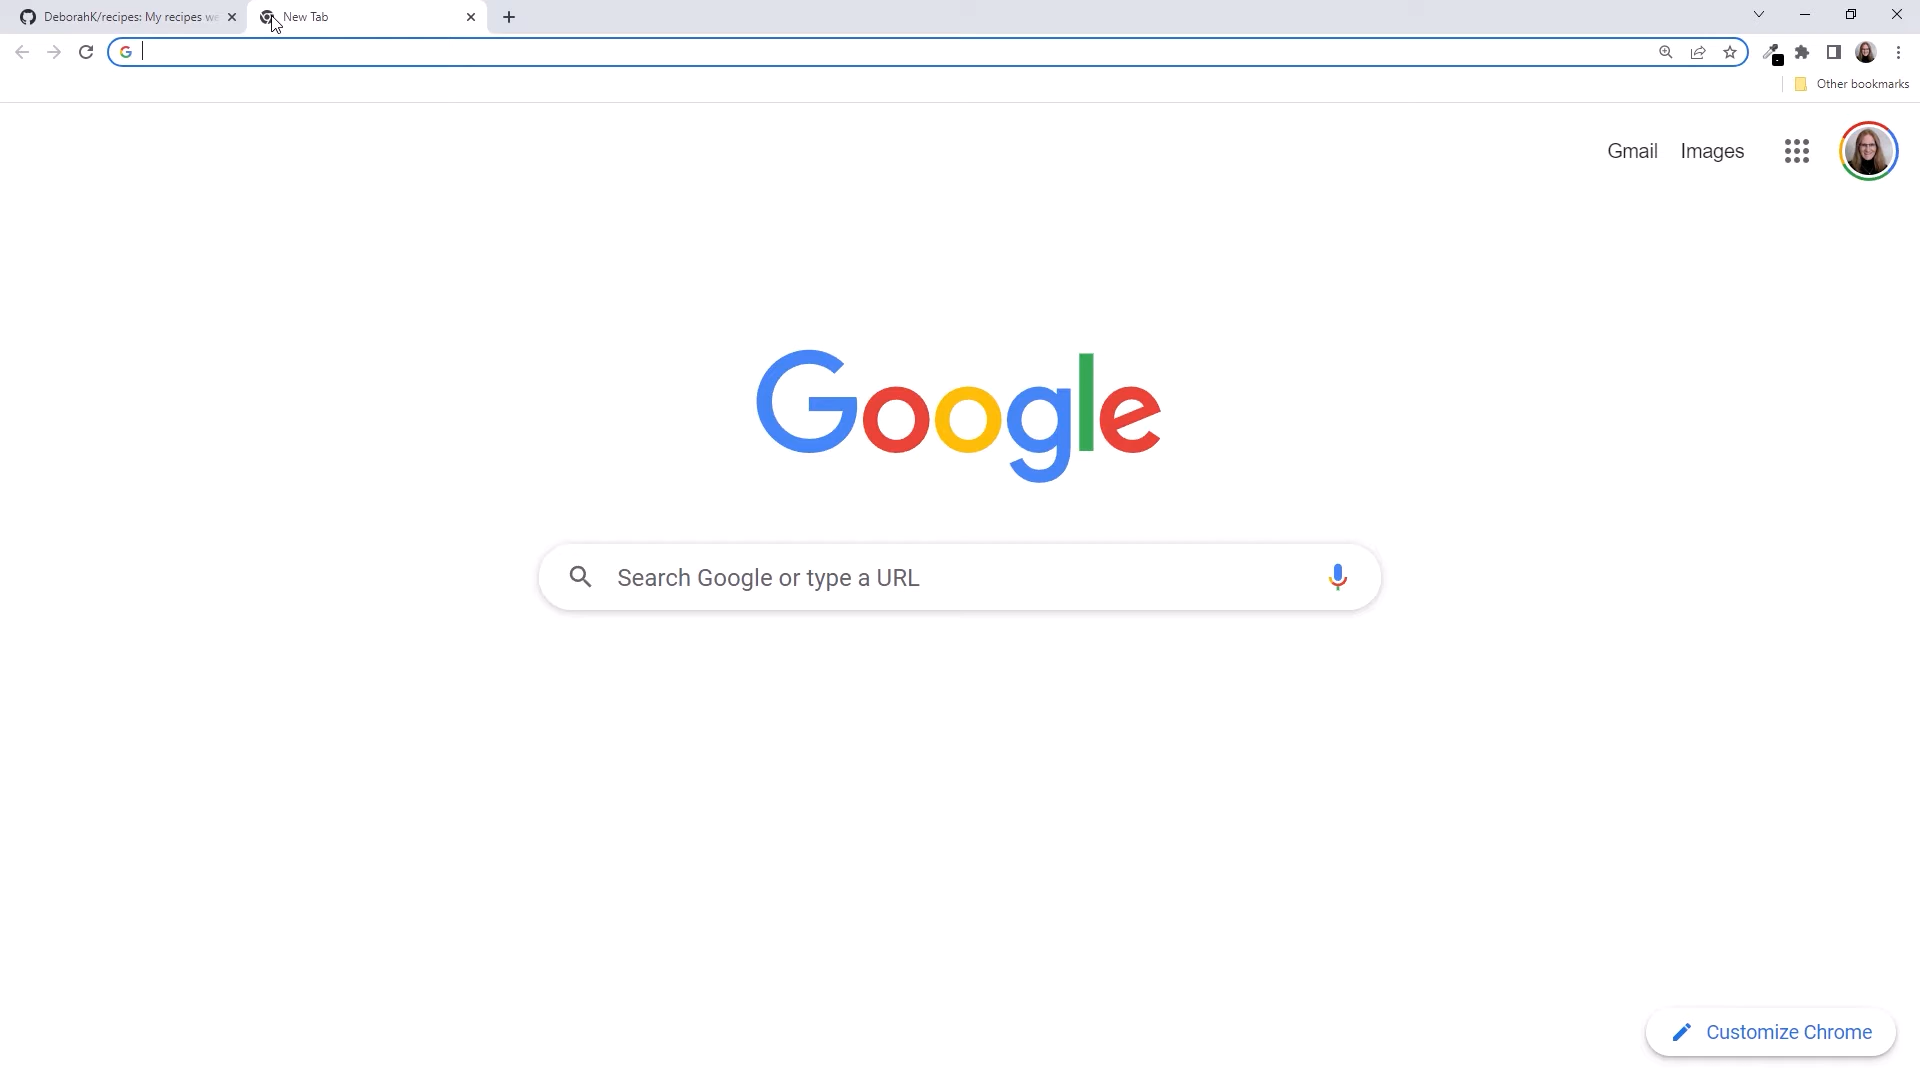 DeborahK/recipes: My recipes we
New Tab
Other bookmarks
Gmail
Images
Google
Search Google or type a URL
Customize Chrome